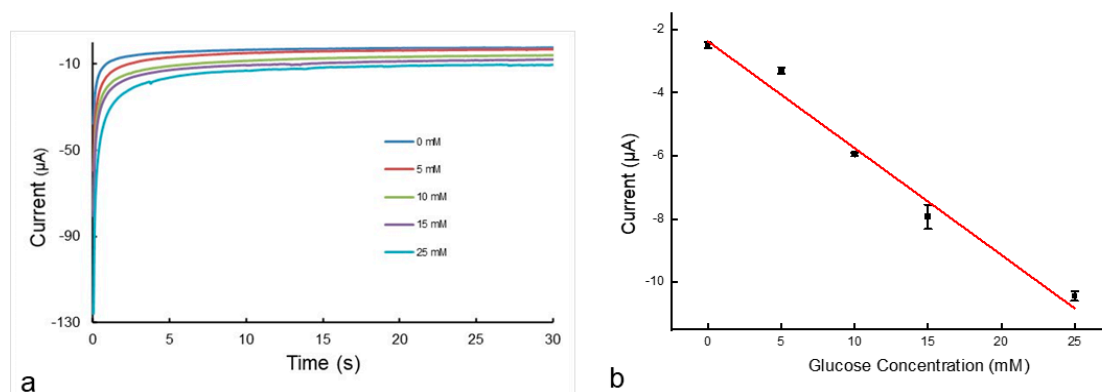 -10
-50
-90
-130
Current (µA)
0 5 10 15 20 25 30
Time (s)
0 mM
5 mM
10 mM
15 mM
25 mM
a
-2
-4
-6
-8
-10
Current (µA)
0 5 10 15 20 25
Glucose Concentration (mM)
b